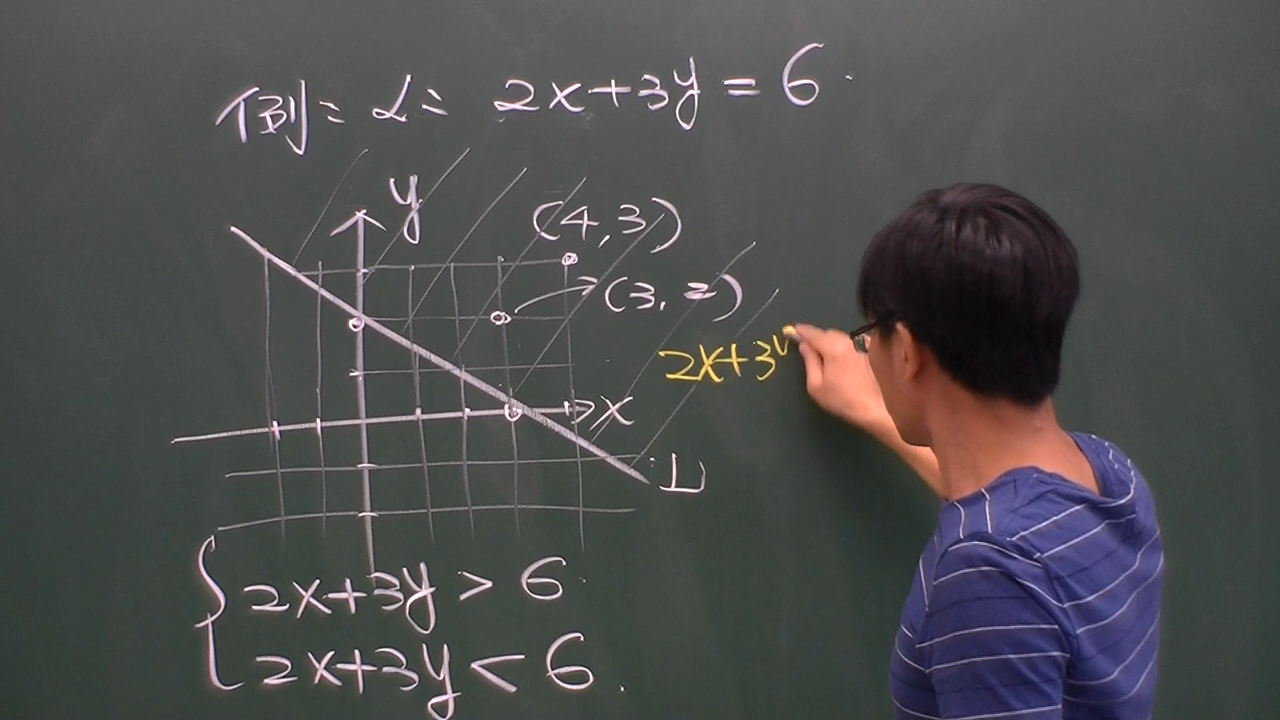 例: L: 2x+3y=6.
y
(4,3)
(3,2)
2x+3y
x
L
2x+3y>6.
2x+3y<6.